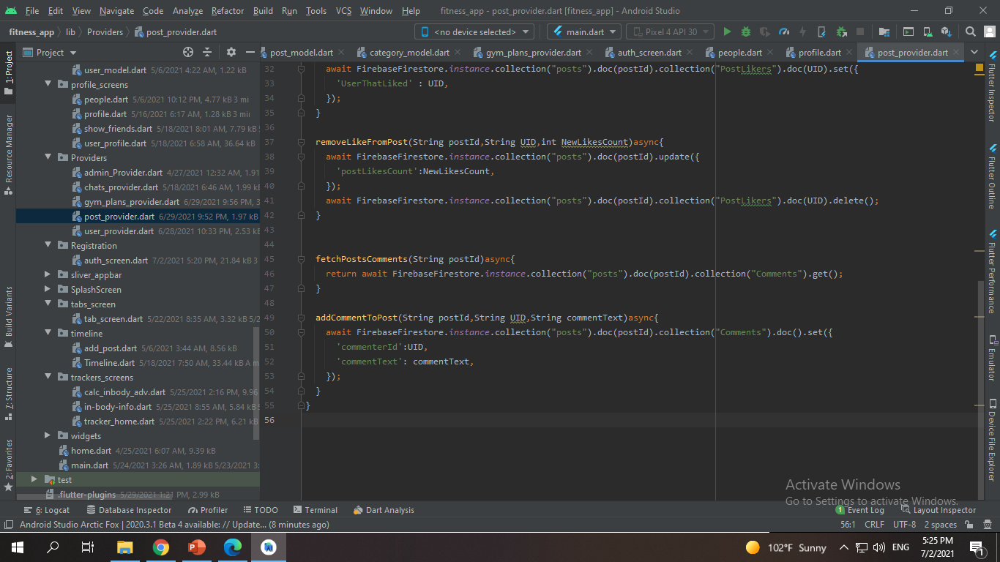 File Edit View Navigate Code Analyze Refactor Build Run Tools VCS Window Help fitness_app - post_provider.dart [fitness_app] - Android Studio
fitness_app lib Providers post_provider.dart <no device selected> main.dart Pixel 4 API 30
Project post_model.dart category_model.dart gym_plans_provider.dart auth_screen.dart people.dart profile.dart post_provider.dart
1: Project
Resource Manager
Build Variants
7: Structure
2: Favorites
user_model.dart 5/6/2021 4:22 AM, 1.22 kB
profile_screens
people.dart 5/6/2021 10:12 PM, 4.77 kB 3 mi
profile.dart 5/16/2021 6:17 AM, 1.28 kB 3 min
show_friends.dart 5/18/2021 8:01 AM, 7.79 kB
user_profile.dart 5/18/2021 6:58 AM, 36.64 kB
Providers
admin_Provider.dart 4/27/2021 12:32 AM, 1.91
chats_provider.dart 5/18/2021 6:46 AM, 1.99 k
gym_plans_provider.dart 6/29/2021 9:56 PM, 3
post_provider.dart 6/29/2021 9:52 PM, 1.97 kB
user_provider.dart 6/28/2021 10:33 PM, 2.53 kB
Registration
auth_screen.dart 7/2/2021 5:20 PM, 21.84 kB 3
sliver_appbar
SplashScreen
tabs_screen
tab_screen.dart 5/22/2021 8:35 AM, 3.32 kB 5/2
timeline
add_post.dart 5/6/2021 3:44 AM, 8.56 kB
Timeline.dart 5/18/2021 7:50 AM, 33.44 kB A m
trackers_screens
calc_inbody_adv.dart 5/25/2021 2:16 PM, 9.96
in-body-info.dart 5/25/2021 8:55 AM, 5.84 kB
tracker_home.dart 5/25/2021 2:22 PM, 6.21 kB
widgets
home.dart 4/25/2021 6:07 AM, 9.39 kB
main.dart 5/24/2021 3:26 AM, 1.89 kB 5/23/2021 3:
test
.flutter-plugins 5/29/2021 1:21 PM, 2.99 kB
32 await FirebaseFirestore.instance.collection("posts").doc(postId).collection("PostLikers").doc(UID).set({
33 'UserThatLiked' : UID,
34 });
35 }
36
37 removeLikeFromPost(String postId,String UID,int NewLikesCount)async{
38 await FirebaseFirestore.instance.collection("posts").doc(postId).update({
39 'postLikesCount':NewLikesCount,
40 });
41 await FirebaseFirestore.instance.collection("posts").doc(postId).collection("PostLikers").doc(UID).delete();
42 }
43
44
45 fetchPostsComments(String postId)async{
46 return await FirebaseFirestore.instance.collection("posts").doc(postId).collection("Comments").get();
47 }
48
49 addCommentToPost(String postId,String UID,String commentText)async{
50 await FirebaseFirestore.instance.collection("posts").doc(postId).collection("Comments").doc().set({
51 'commenterId':UID,
52 'commentText': commentText,
53 });
54 }
55 }
56
Flutter Inspector
Flutter Outline
Flutter Performance
Emulator
Device File Explorer
Activate Windows
Go to Settings to activate Windows.
6: Logcat Database Inspector Profiler TODO Terminal Dart Analysis 1 Event Log Layout Inspector
Android Studio Arctic Fox | 2020.3.1 Beta 4 available: // Update... (8 minutes ago) 56:1 CRLF UTF-8 2 spaces
102°F Sunny ENG 5:25 PM
7/2/2021 1